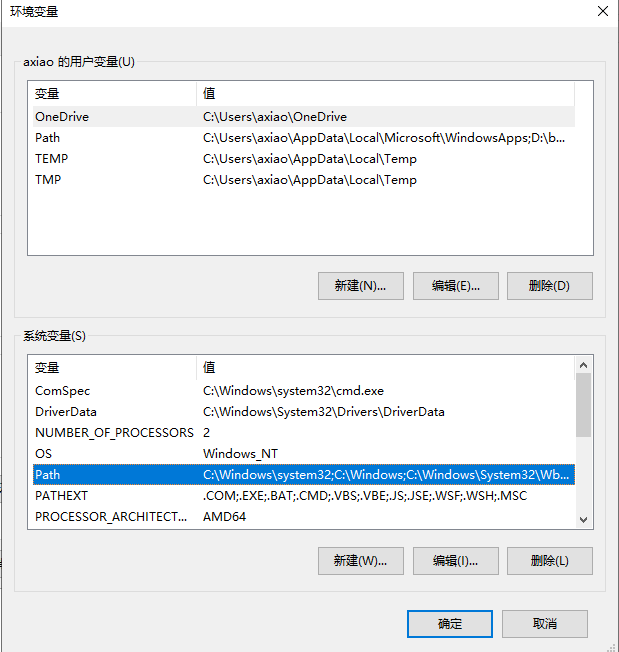 环境变量
axiao 的用户变量(U)
变量 值
OneDrive C:\Users\axiao\OneDrive
Path C:\Users\axiao\AppData\Local\Microsoft\WindowsApps;D:\b...
TEMP C:\Users\axiao\AppData\Local\Temp
TMP C:\Users\axiao\AppData\Local\Temp
新建(N)... 编辑(E)... 删除(D)
系统变量(S)
变量 值
ComSpec C:\Windows\system32\cmd.exe
DriverData C:\Windows\System32\Drivers\DriverData
NUMBER_OF_PROCESSORS 2
OS Windows_NT
Path C:\Windows\system32;C:\Windows;C:\Windows\System32\Wb...
PATHEXT .COM;.EXE;.BAT;.CMD;.VBS;.VBE;.JS;.JSE;.WSF;.WSH;.MSC
PROCESSOR_ARCHITECT... AMD64
新建(W)... 编辑(I)... 删除(L)
确定 取消